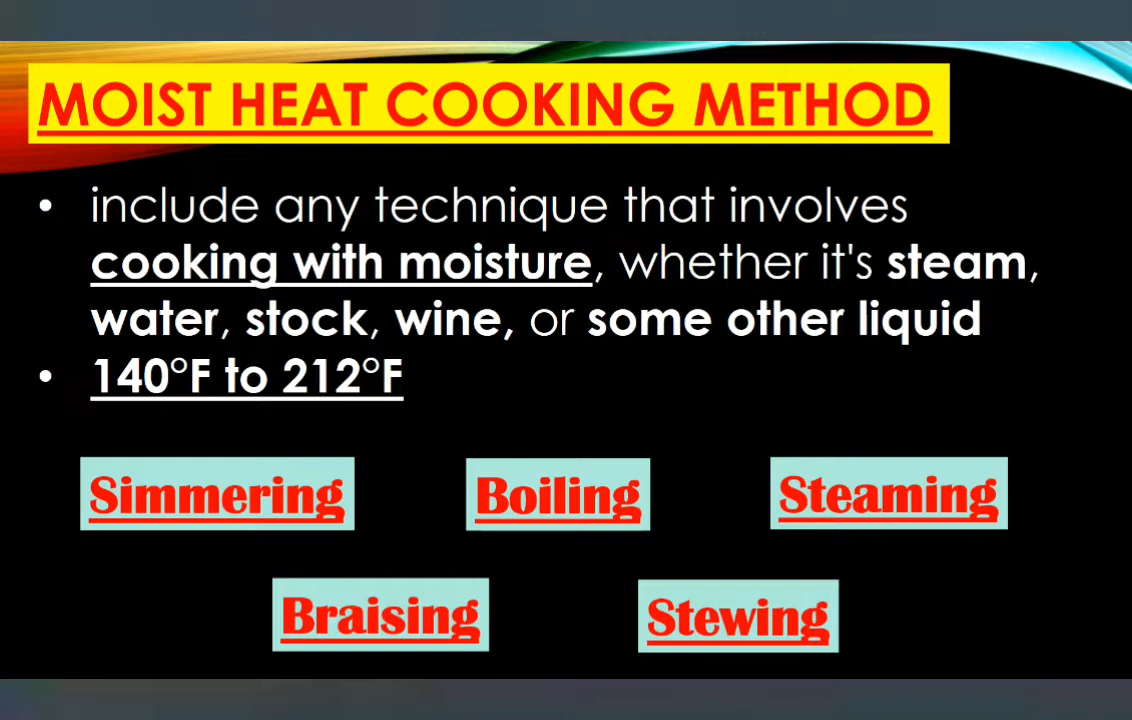 MOIST HEAT COOKING METHOD
• include any technique that involves
cooking with moisture, whether it's steam,
water, stock, wine, or some other liquid
• 140°F to 212°F
Simmering
Boiling
Steaming
Braising
Stewing